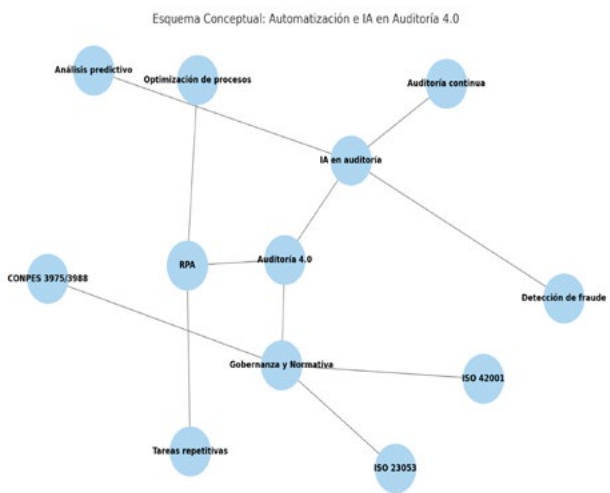 Esquema Conceptual: Automatización e IA en Auditoría 4.0
Análisis predictivo
Optimización de procesos
Auditoría continua
IA en auditoría
RPA
Auditoría 4.0
CONPES 3975/3988
Detección de fraude
Gobernanza y Normativa
ISO 42001
Tareas repetitivas
ISO 23053